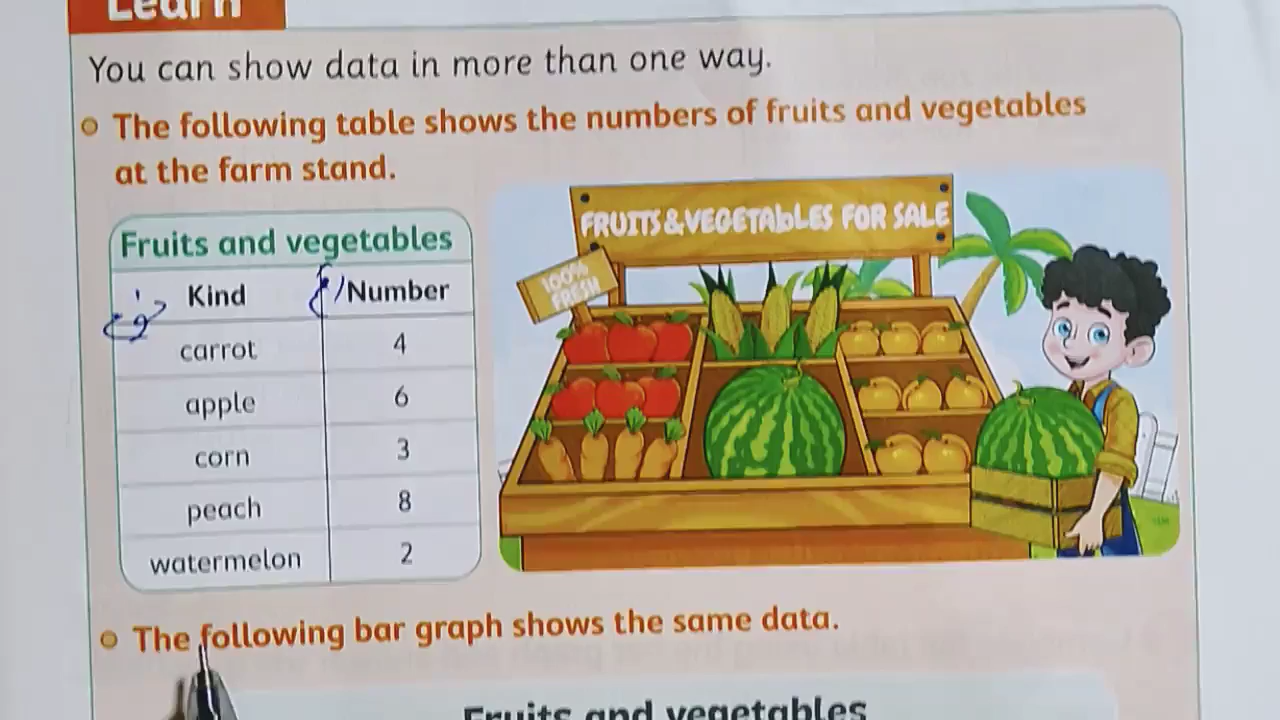 Learn
You can show data in more than one way.
The following table shows the numbers of fruits and vegetables
at the farm stand.
Fruits and vegetables
Kind Number
نوع
carrot 4
apple 6
corn 3
peach 8
watermelon 2
FRUITS & VEGETAbLES FOR SALE
100%
FRESH
The following bar graph shows the same data.
Fruits and vegetables